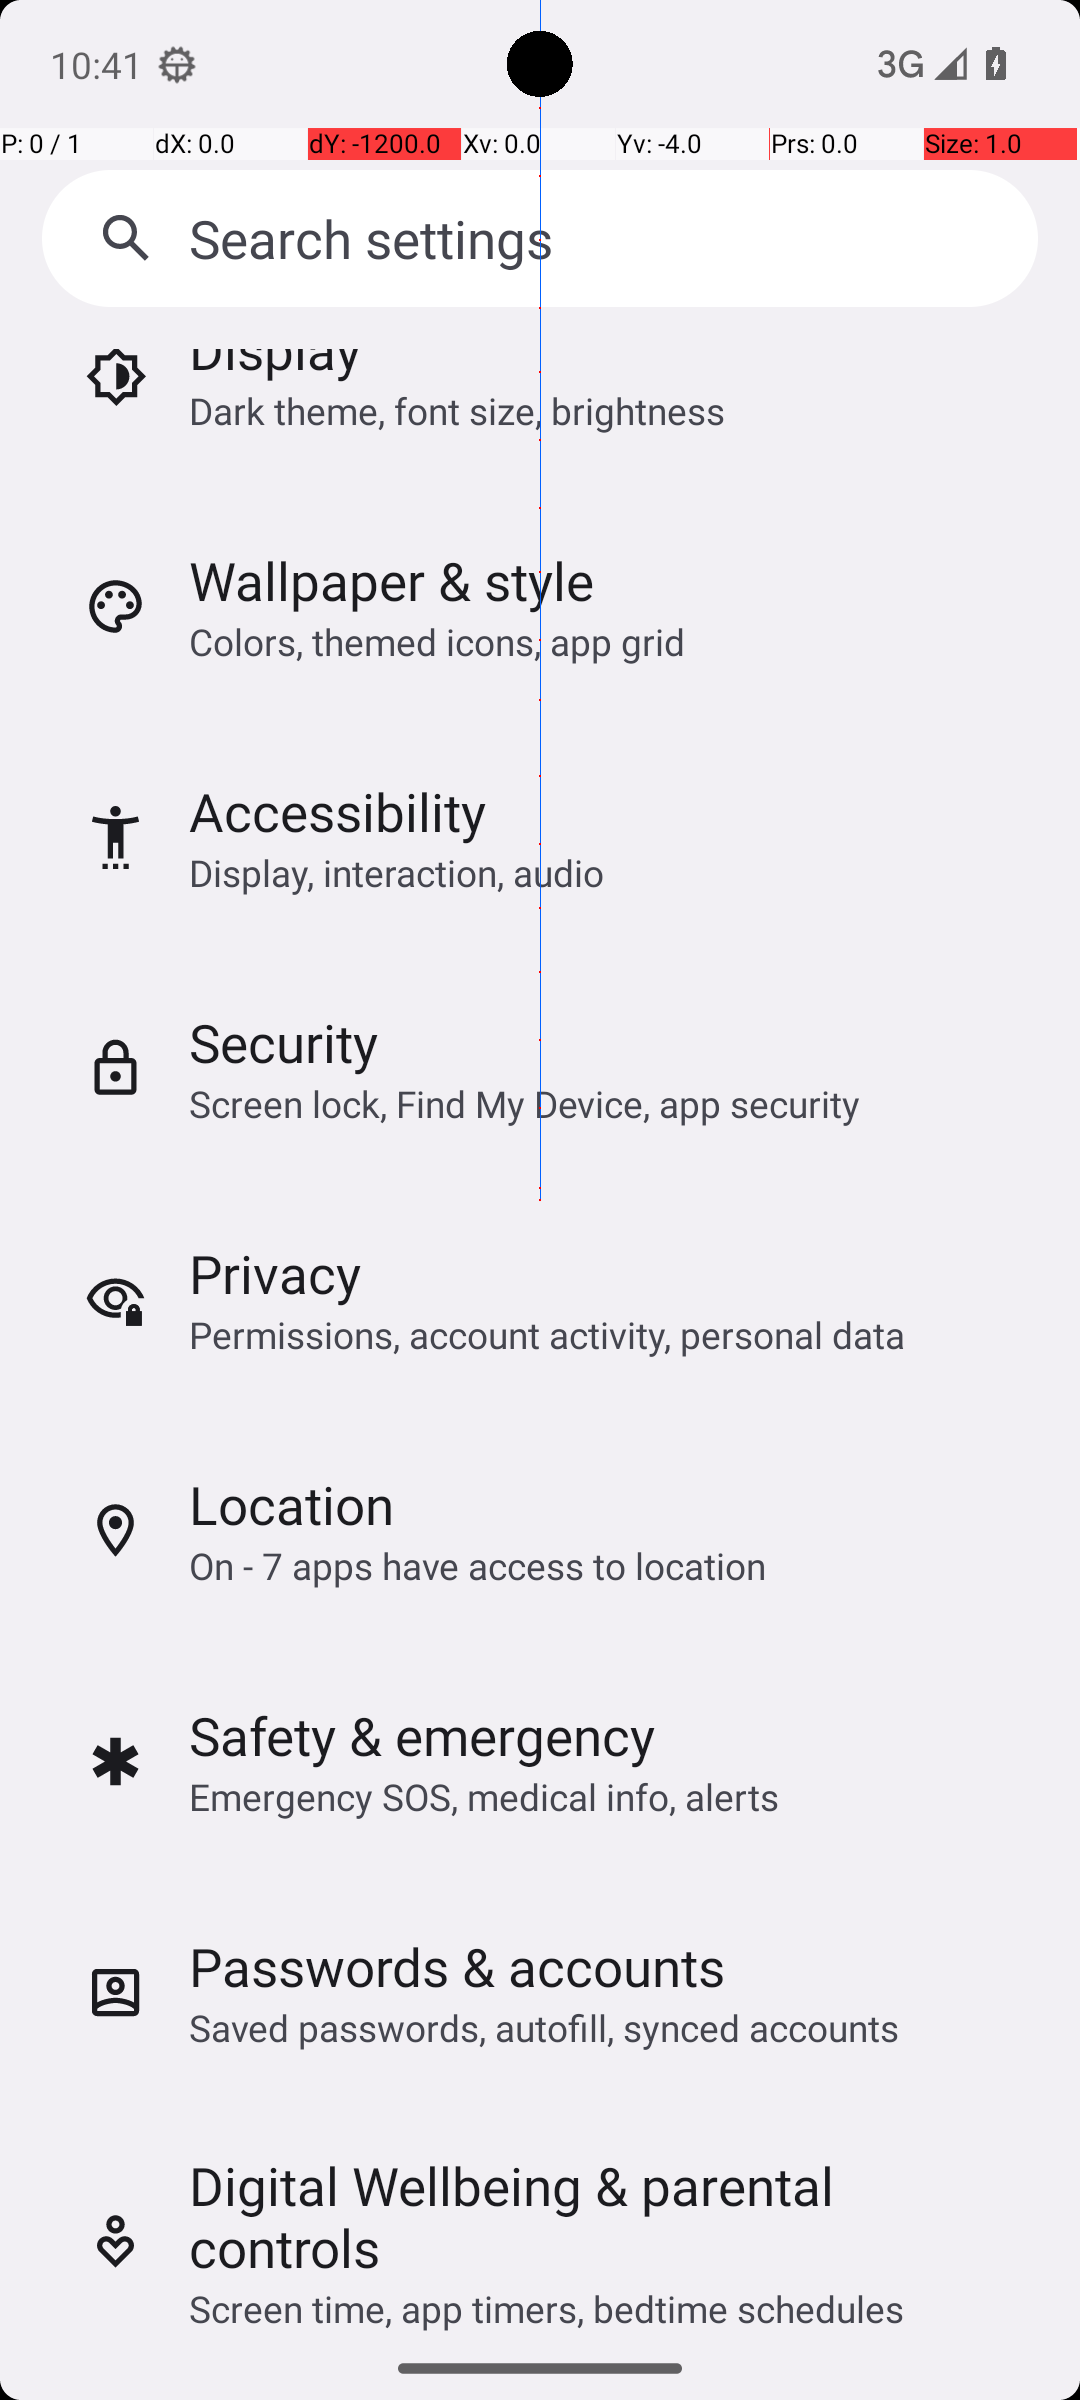 10:41
3G
P: 0 / 1 dX: 0.0 dY: -1200.0 Xv: 0.0 Yv: -4.0 Prs: 0.0 Size: 1.0
Search settings
Display
Dark theme, font size, brightness
Wallpaper & style
Colors, themed icons, app grid
Accessibility
Display, interaction, audio
Security
Screen lock, Find My Device, app security
Privacy
Permissions, account activity, personal data
Location
On - 7 apps have access to location
Safety & emergency
Emergency SOS, medical info, alerts
Passwords & accounts
Saved passwords, autofill, synced accounts
Digital Wellbeing & parental
controls
Screen time, app timers, bedtime schedules